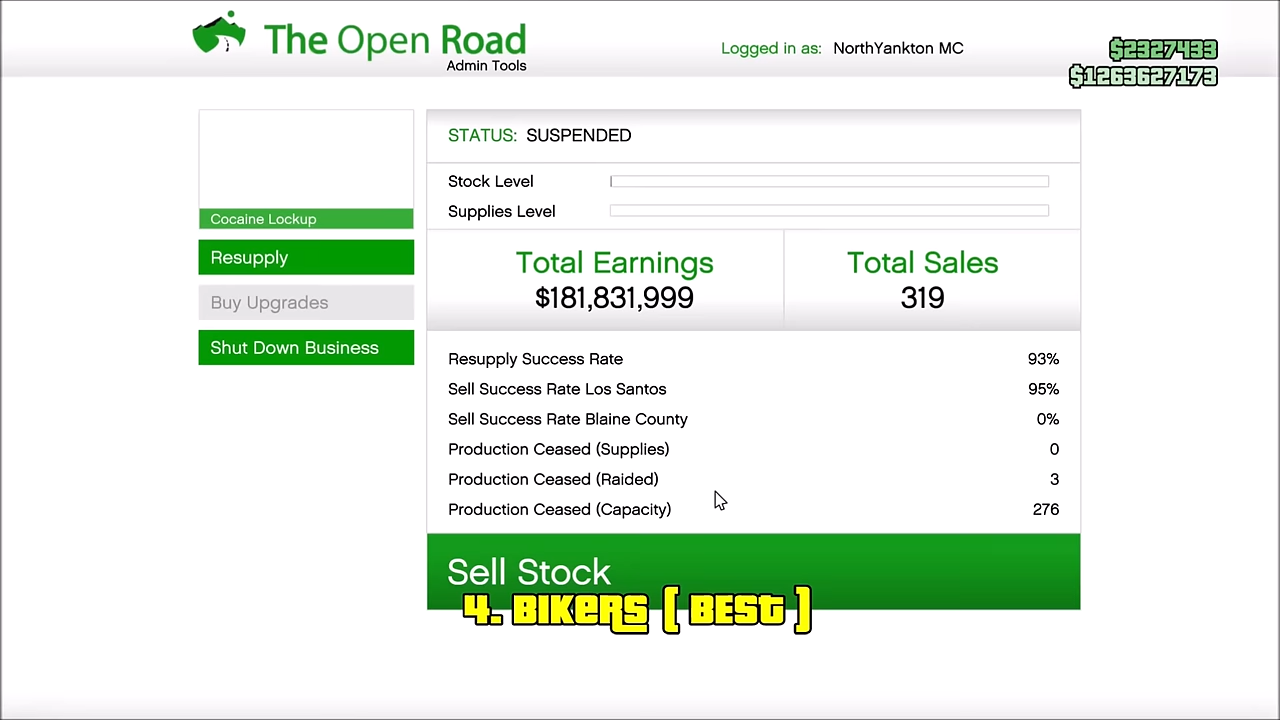 The Open Road
Admin Tools
Logged in as: NorthYankton MC
$2327433
$1263627173
Cocaine Lockup
Resupply
Buy Upgrades
Shut Down Business
STATUS: SUSPENDED
Stock Level
Supplies Level
Total Earnings
$181,831,999
Total Sales
319
Resupply Success Rate 93%
Sell Success Rate Los Santos 95%
Sell Success Rate Blaine County 0%
Production Ceased (Supplies) 0
Production Ceased (Raided) 3
Production Ceased (Capacity) 276
Sell Stock
4. BIKERS [ BEST ]